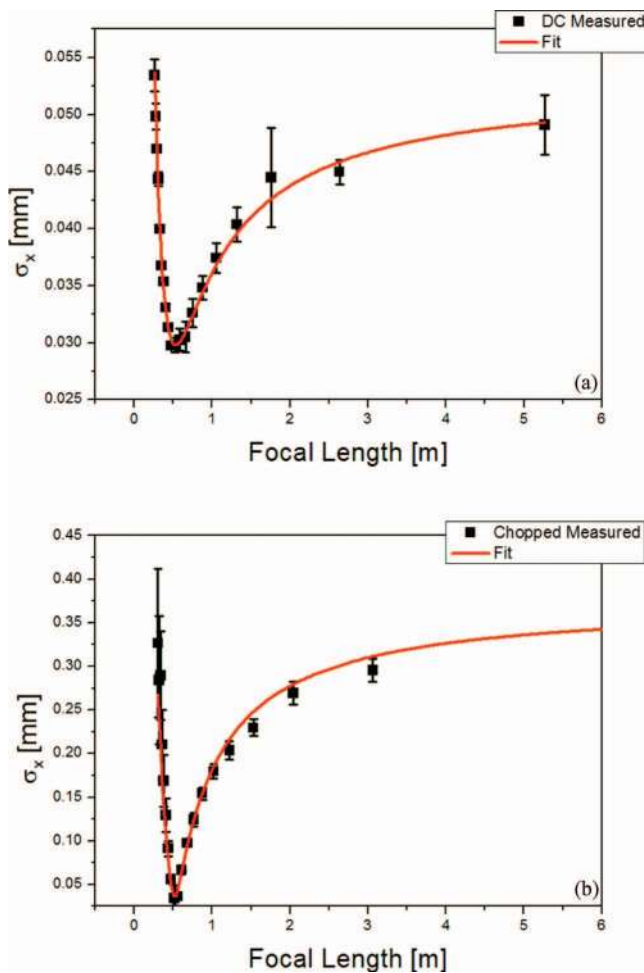 DC Measured
Fit
0.055
0.050
0.045
0.040
0.035
0.030
0.025
σx [mm]
(a)
0 1 2 3 4 5 6
Focal Length [m]
Chopped Measured
Fit
0.45
0.40
0.35
0.30
0.25
0.20
0.15
0.10
0.05
σx [mm]
(b)
0 1 2 3 4 5 6
Focal Length [m]